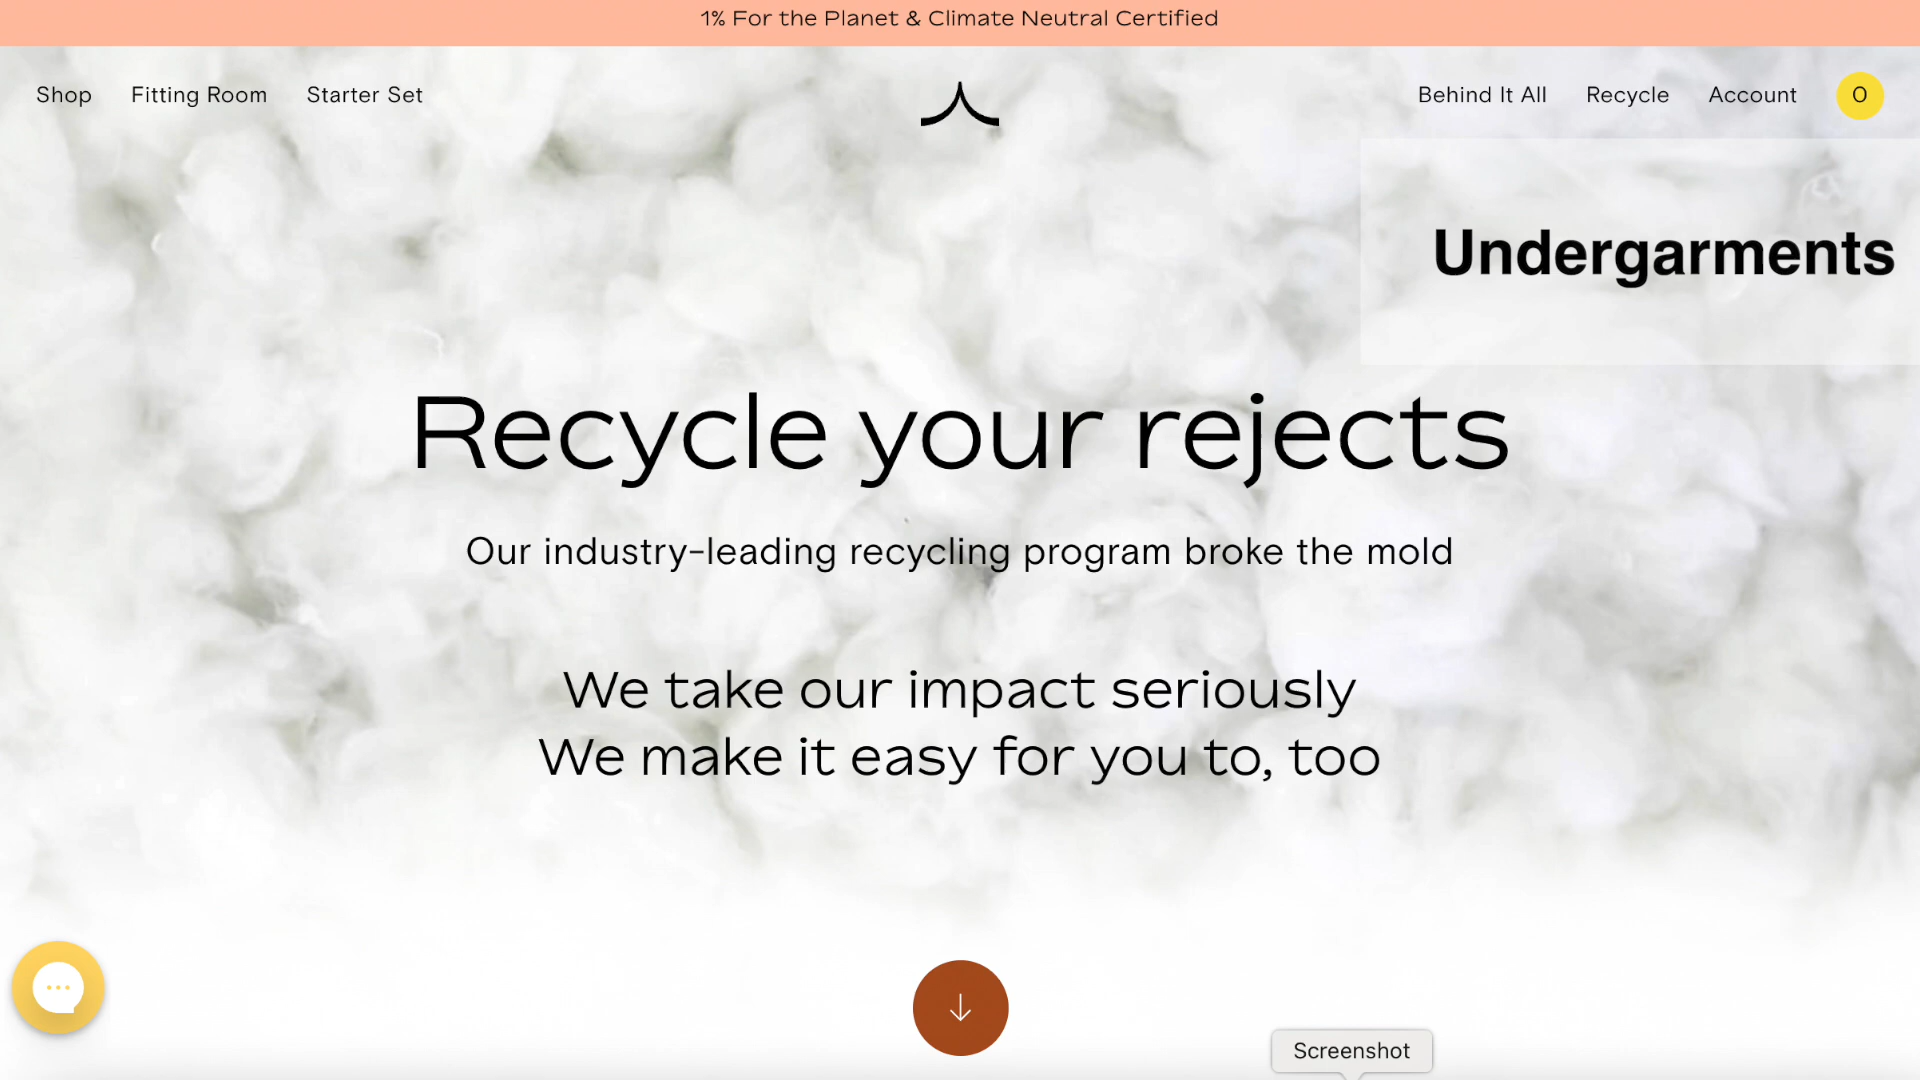 1% For the Planet & Climate Neutral Certified
Shop
Fitting Room
Starter Set
Behind It All
Recycle
Account
0
Undergarments
Recycle your rejects
Our industry-leading recycling program broke the mold
We take our impact seriously
We make it easy for you to, too
Screenshot